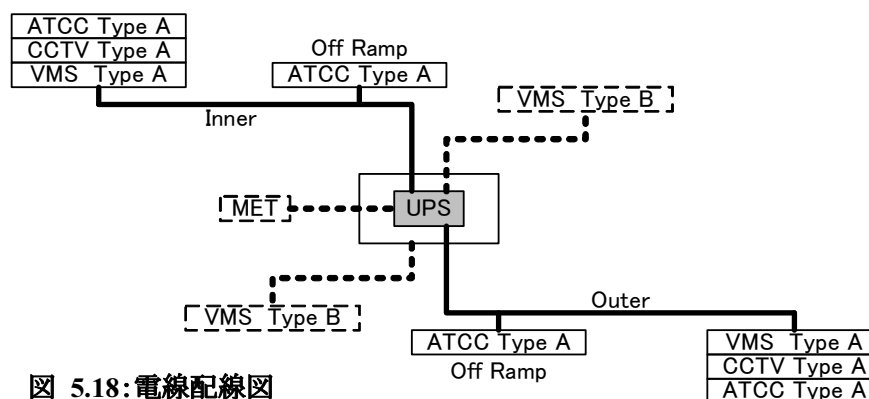 ATCC Type A
CCTV Type A
VMS Type A
Off Ramp
ATCC Type A
Inner
VMS Type B
MET
UPS
VMS Type B
Outer
ATCC Type A
Off Ramp
VMS Type A
CCTV Type A
ATCC Type A
図 5.18:電線配線図